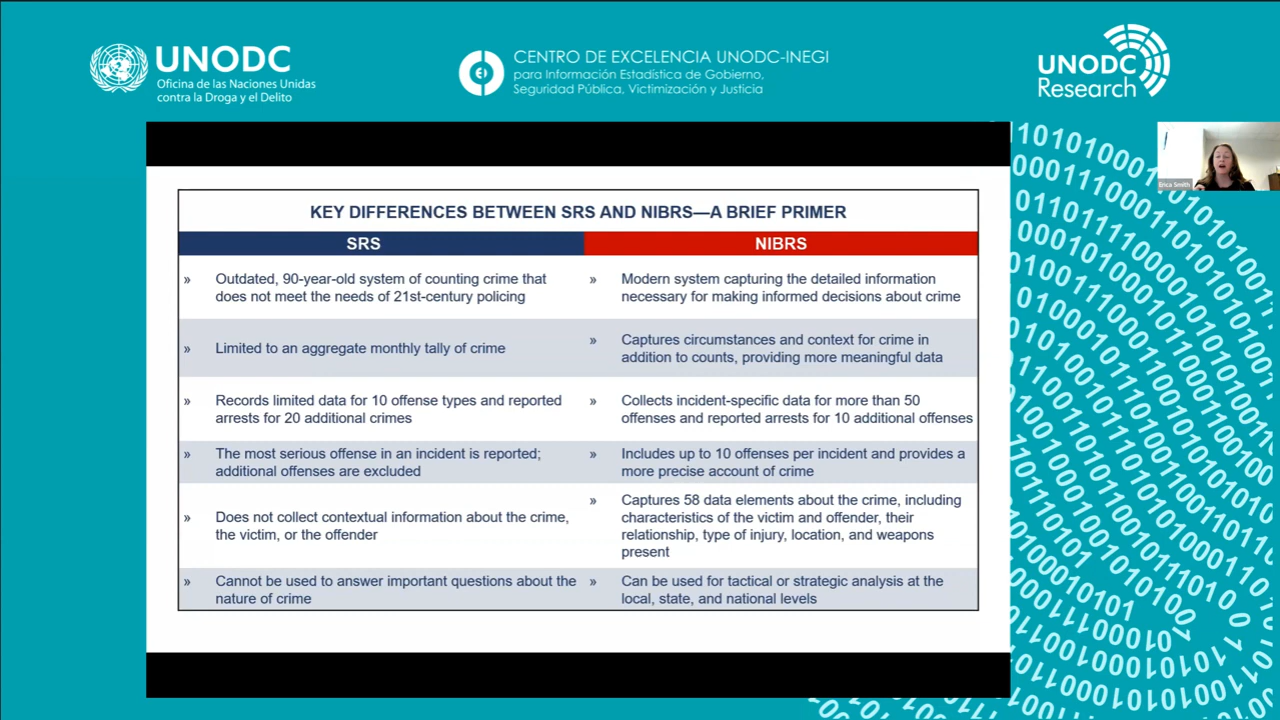 UNODC
Oficina de las Naciones Unidas
contra la Droga y el Delito
CENTRO DE EXCELENCIA UNODC-INEGI
para Información Estadística de Gobierno,
Seguridad Pública, Victimización y Justicia
UNODC
Research
Erica Smith
KEY DIFFERENCES BETWEEN SRS AND NIBRS—A BRIEF PRIMER
SRS
NIBRS
» Outdated, 90-year-old system of counting crime that
does not meet the needs of 21st-century policing
» Modern system capturing the detailed information
necessary for making informed decisions about crime
» Limited to an aggregate monthly tally of crime
» Captures circumstances and context for crime in
addition to counts, providing more meaningful data
» Records limited data for 10 offense types and reported
arrests for 20 additional crimes
» Collects incident-specific data for more than 50
offenses and reported arrests for 10 additional offenses
» The most serious offense in an incident is reported;
additional offenses are excluded
» Includes up to 10 offenses per incident and provides a
more precise account of crime
» Does not collect contextual information about the crime,
the victim, or the offender
» Captures 58 data elements about the crime, including
characteristics of the victim and offender, their
relationship, type of injury, location, and weapons
present
» Cannot be used to answer important questions about the
nature of crime
» Can be used for tactical or strategic analysis at the
local, state, and national levels